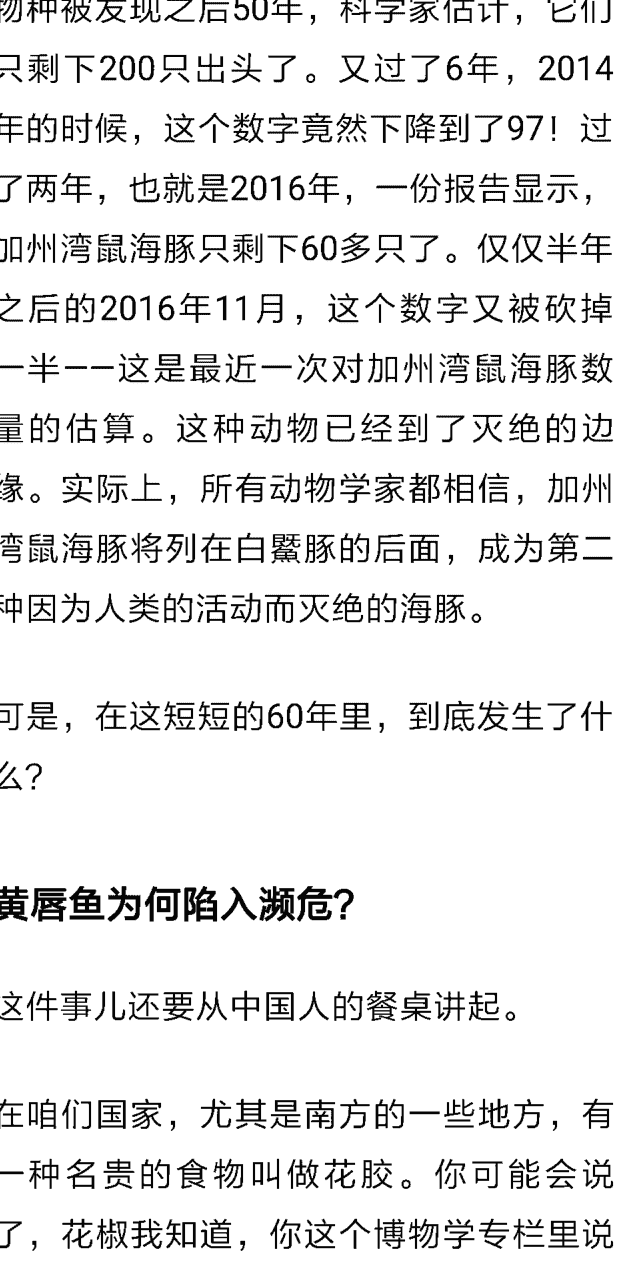 物种被发现之后50年，科学家估计，它们
只剩下200只出头了。又过了6年，2014
年的时候，这个数字竟然下降到了97！过
了两年，也就是2016年，一份报告显示，
加州湾鼠海豚只剩下60多只了。仅仅半年
之后的2016年11月，这个数字又被砍掉
一半——这是最近一次对加州湾鼠海豚数
量的估算。这种动物已经到了灭绝的边
缘。实际上，所有动物学家都相信，加州
湾鼠海豚将列在白鱀豚的后面，成为第二
种因为人类的活动而灭绝的海豚。
可是，在这短短的60年里，到底发生了什
么？
黄唇鱼为何陷入濒危？
这件事儿还要从中国人的餐桌讲起。
在咱们国家，尤其是南方的一些地方，有
一种名贵的食物叫做花胶。你可能会说
了，花椒我知道，你这个博物学专栏里说